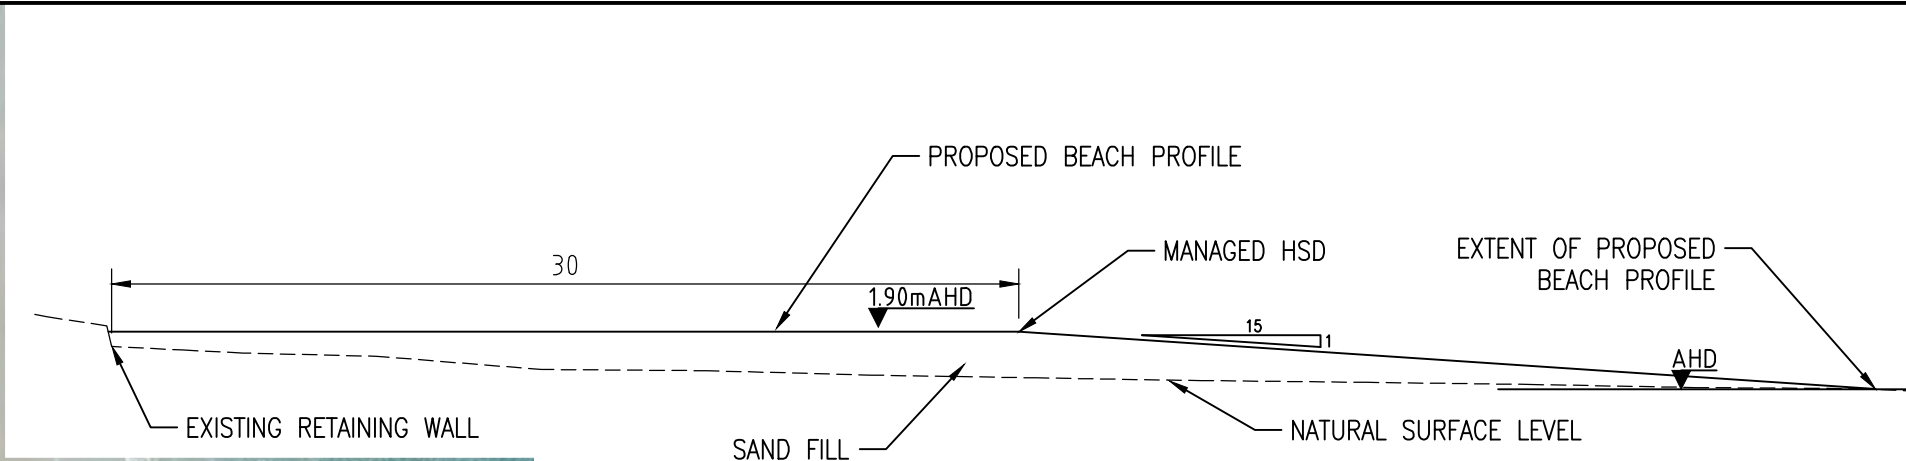 PROPOSED BEACH PROFILE
MANAGED HSD
EXTENT OF PROPOSED
BEACH PROFILE
30
1.90mAHD
15
1
AHD
EXISTING RETAINING WALL
SAND FILL
NATURAL SURFACE LEVEL